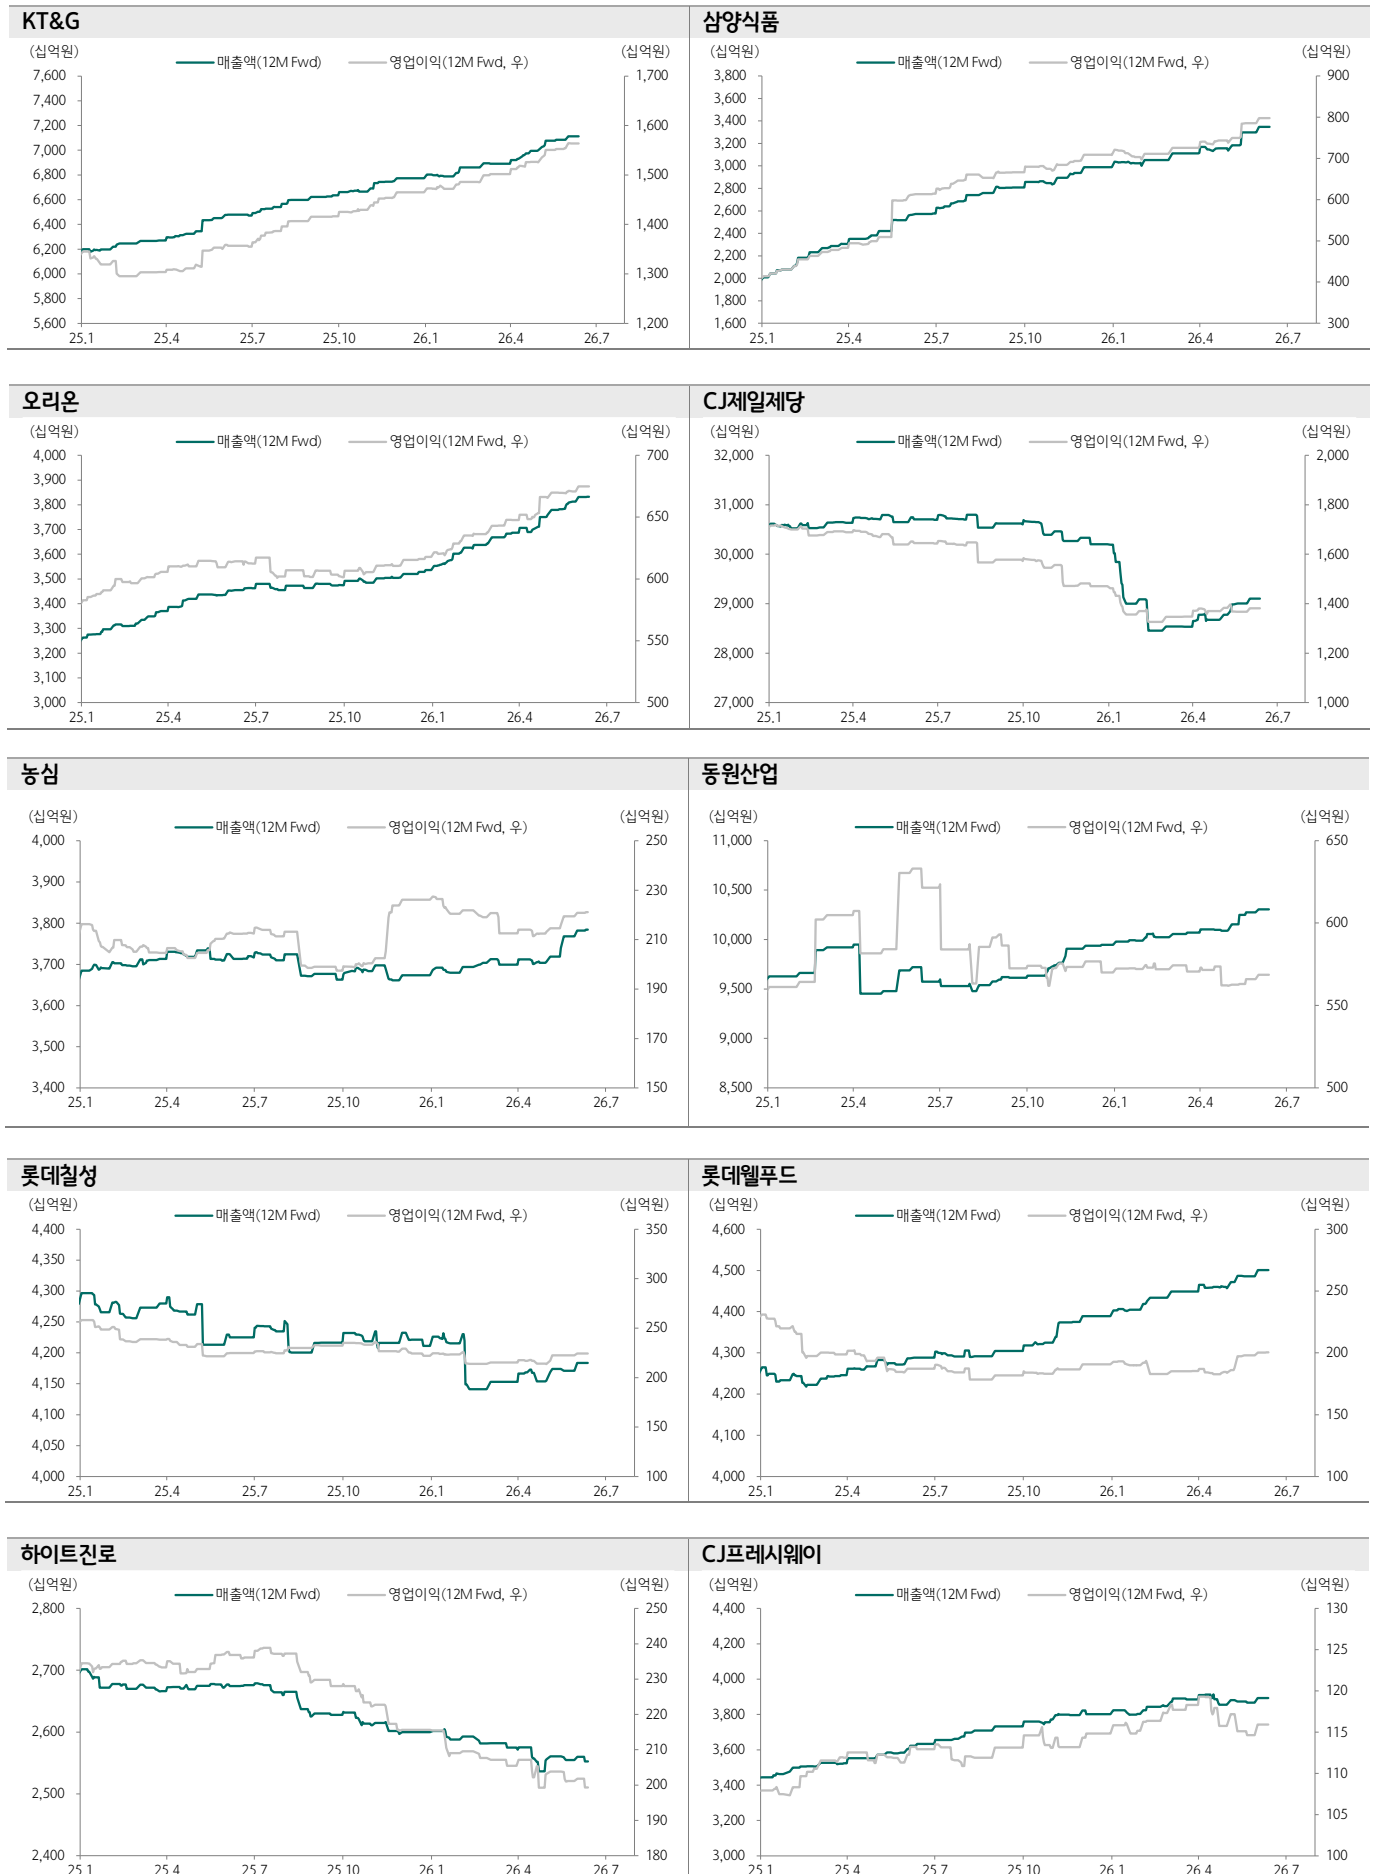 KT&G
(십억원) (십억원)
매출액(12M Fwd) 영업이익(12M Fwd, 우)
7,600 1,700
7,400
7,200 1,600
7,000
6,800 1,500
6,600
6,400 1,400
6,200
6,000 1,300
5,800
5,600 1,200
25.1 25.4 25.7 25.10 26.1 26.4 26.7
삼양식품
(십억원) (십억원)
매출액(12M Fwd) 영업이익(12M Fwd, 우)
3,800 900
3,600
3,400 800
3,200
3,000 700
2,800
2,600 600
2,400 500
2,200
2,000 400
1,800
1,600 300
25.1 25.4 25.7 25.10 26.1 26.4 26.7
오리온
(십억원) (십억원)
매출액(12M Fwd) 영업이익(12M Fwd, 우)
4,000 700
3,900
3,800 650
3,700
3,600
3,500 600
3,400
3,300 550
3,200
3,100
3,000 500
25.1 25.4 25.7 25.10 26.1 26.4 26.7
CJ제일제당
(십억원) (십억원)
매출액(12M Fwd) 영업이익(12M Fwd, 우)
32,000 2,000
31,000 1,800
30,000 1,600
29,000 1,400
28,000 1,200
27,000 1,000
25.1 25.4 25.7 25.10 26.1 26.4 26.7
농심
(십억원) (십억원)
매출액(12M Fwd) 영업이익(12M Fwd, 우)
4,000 250
3,900 230
3,800 210
3,700
3,600 190
3,500 170
3,400 150
25.1 25.4 25.7 25.10 26.1 26.4 26.7
동원산업
(십억원) (십억원)
매출액(12M Fwd) 영업이익(12M Fwd, 우)
11,000 650
10,500 600
10,000
9,500 550
9,000
8,500 500
25.1 25.4 25.7 25.10 26.1 26.4 26.7
롯데칠성
(십억원) (십억원)
매출액(12M Fwd) 영업이익(12M Fwd, 우)
4,400 350
4,350
4,300 300
4,250 250
4,200
4,150 200
4,100 150
4,050
4,000 100
25.1 25.4 25.7 25.10 26.1 26.4 26.7
롯데웰푸드
(십억원) (십억원)
매출액(12M Fwd) 영업이익(12M Fwd, 우)
4,600 300
4,500 250
4,400
4,300 200
4,200 150
4,100
4,000 100
25.1 25.4 25.7 25.10 26.1 26.4 26.7
하이트진로
(십억원) (십억원)
매출액(12M Fwd) 영업이익(12M Fwd, 우)
2,800 250
240
2,700 230
220
2,600 210
2,500 200
190
2,400 180
25.1 25.4 25.7 25.10 26.1 26.4 26.7
CJ프레시웨이
(십억원) (십억원)
매출액(12M Fwd) 영업이익(12M Fwd, 우)
4,400 130
4,200 125
4,000 120
3,800 115
3,600
3,400 110
3,200 105
3,000 100
25.1 25.4 25.7 25.10 26.1 26.4 26.7